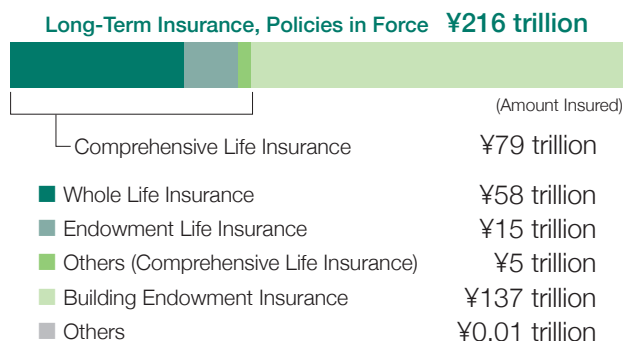 Long-Term Insurance, Policies in Force ¥216 trillion
(Amount Insured)
Comprehensive Life Insurance ¥79 trillion
Whole Life Insurance ¥58 trillion
Endowment Life Insurance ¥15 trillion
Others (Comprehensive Life Insurance) ¥5 trillion
Building Endowment Insurance ¥137 trillion
Others ¥0.01 trillion